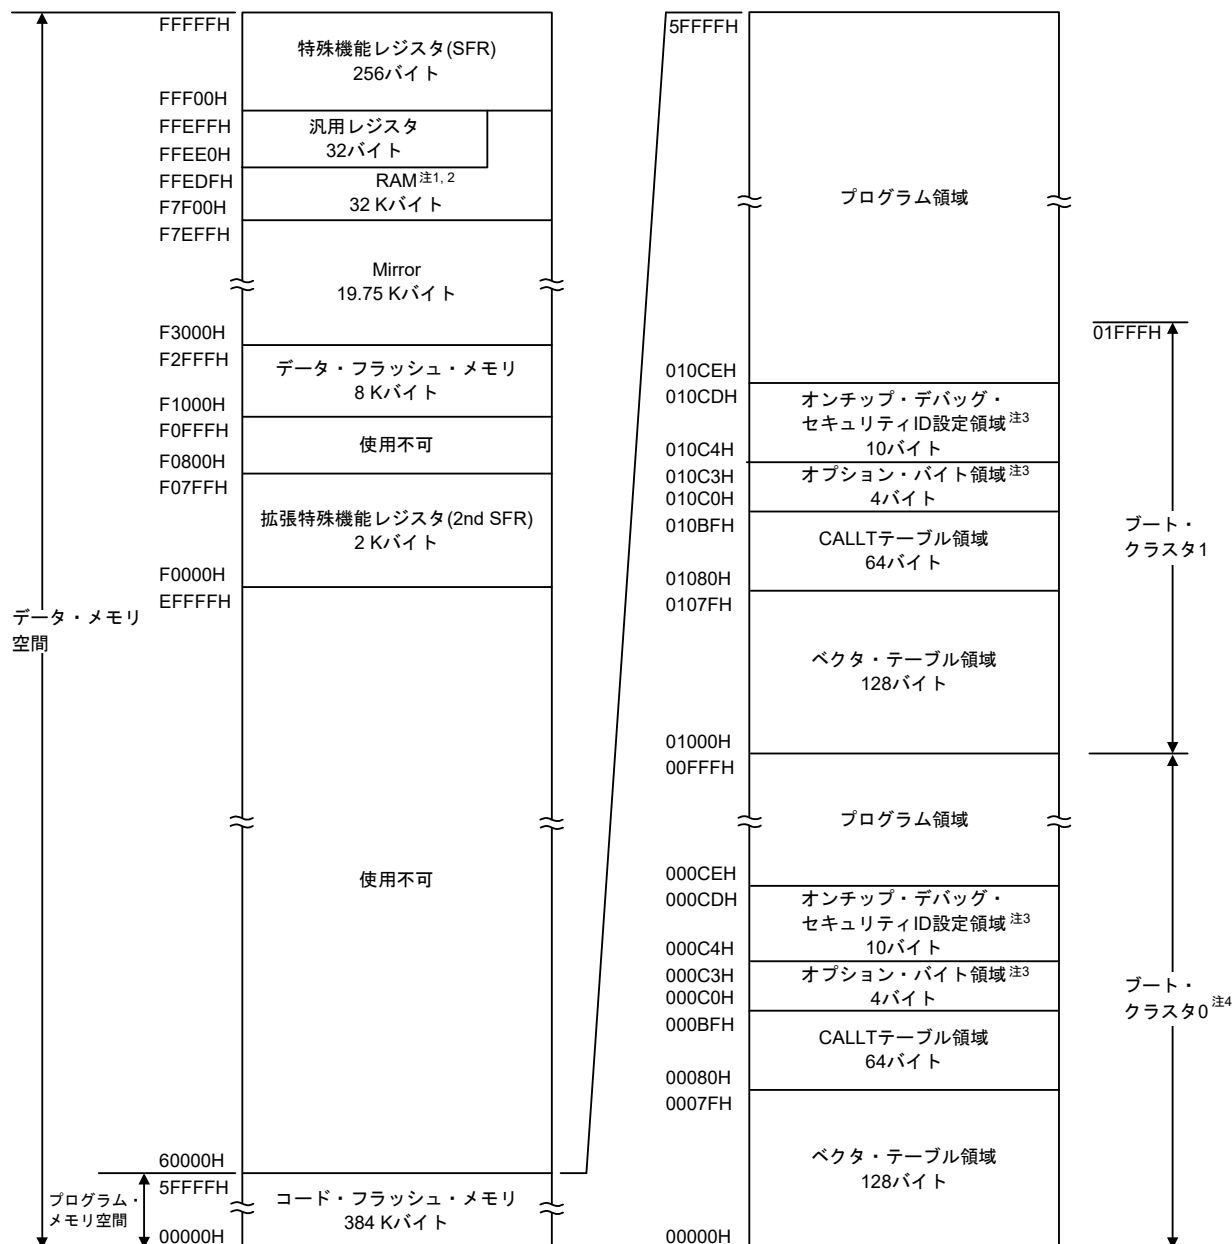 FFFFFH
特殊機能レジスタ(SFR)
256バイト
FFF00H
FFEFFH
汎用レジスタ
32バイト
FFEE0H
FFEDFH
RAM注1, 2
32 Kバイト
F7F00H
F7EFFH
Mirror
19.75 Kバイト
F3000H
F2FFFH
データ・フラッシュ・メモリ
8 Kバイト
F1000H
F0FFFH
使用不可
F0800H
F07FFH
拡張特殊機能レジスタ(2nd SFR)
2 Kバイト
F0000H
EFFFFH
データ・メモリ
空間
使用不可
60000H
5FFFFH
プログラム・
メモリ空間
コード・フラッシュ・メモリ
384 Kバイト
00000H
5FFFFH
プログラム領域
01FFFH
010CEH
010CDH
オンチップ・デバッグ・
セキュリティID設定領域注3
10バイト
010C4H
010C3H
オプション・バイト領域注3
4バイト
010C0H
010BFH
CALLTテーブル領域
64バイト
01080H
0107FH
ブート・
クラスタ1
ベクタ・テーブル領域
128バイト
01000H
00FFFH
プログラム領域
000CEH
000CDH
オンチップ・デバッグ・
セキュリティID設定領域注3
10バイト
000C4H
000C3H
オプション・バイト領域注3
4バイト
000C0H
000BFH
ブート・
クラスタ0注4
CALLTテーブル領域
64バイト
00080H
0007FH
ベクタ・テーブル領域
128バイト
00000H